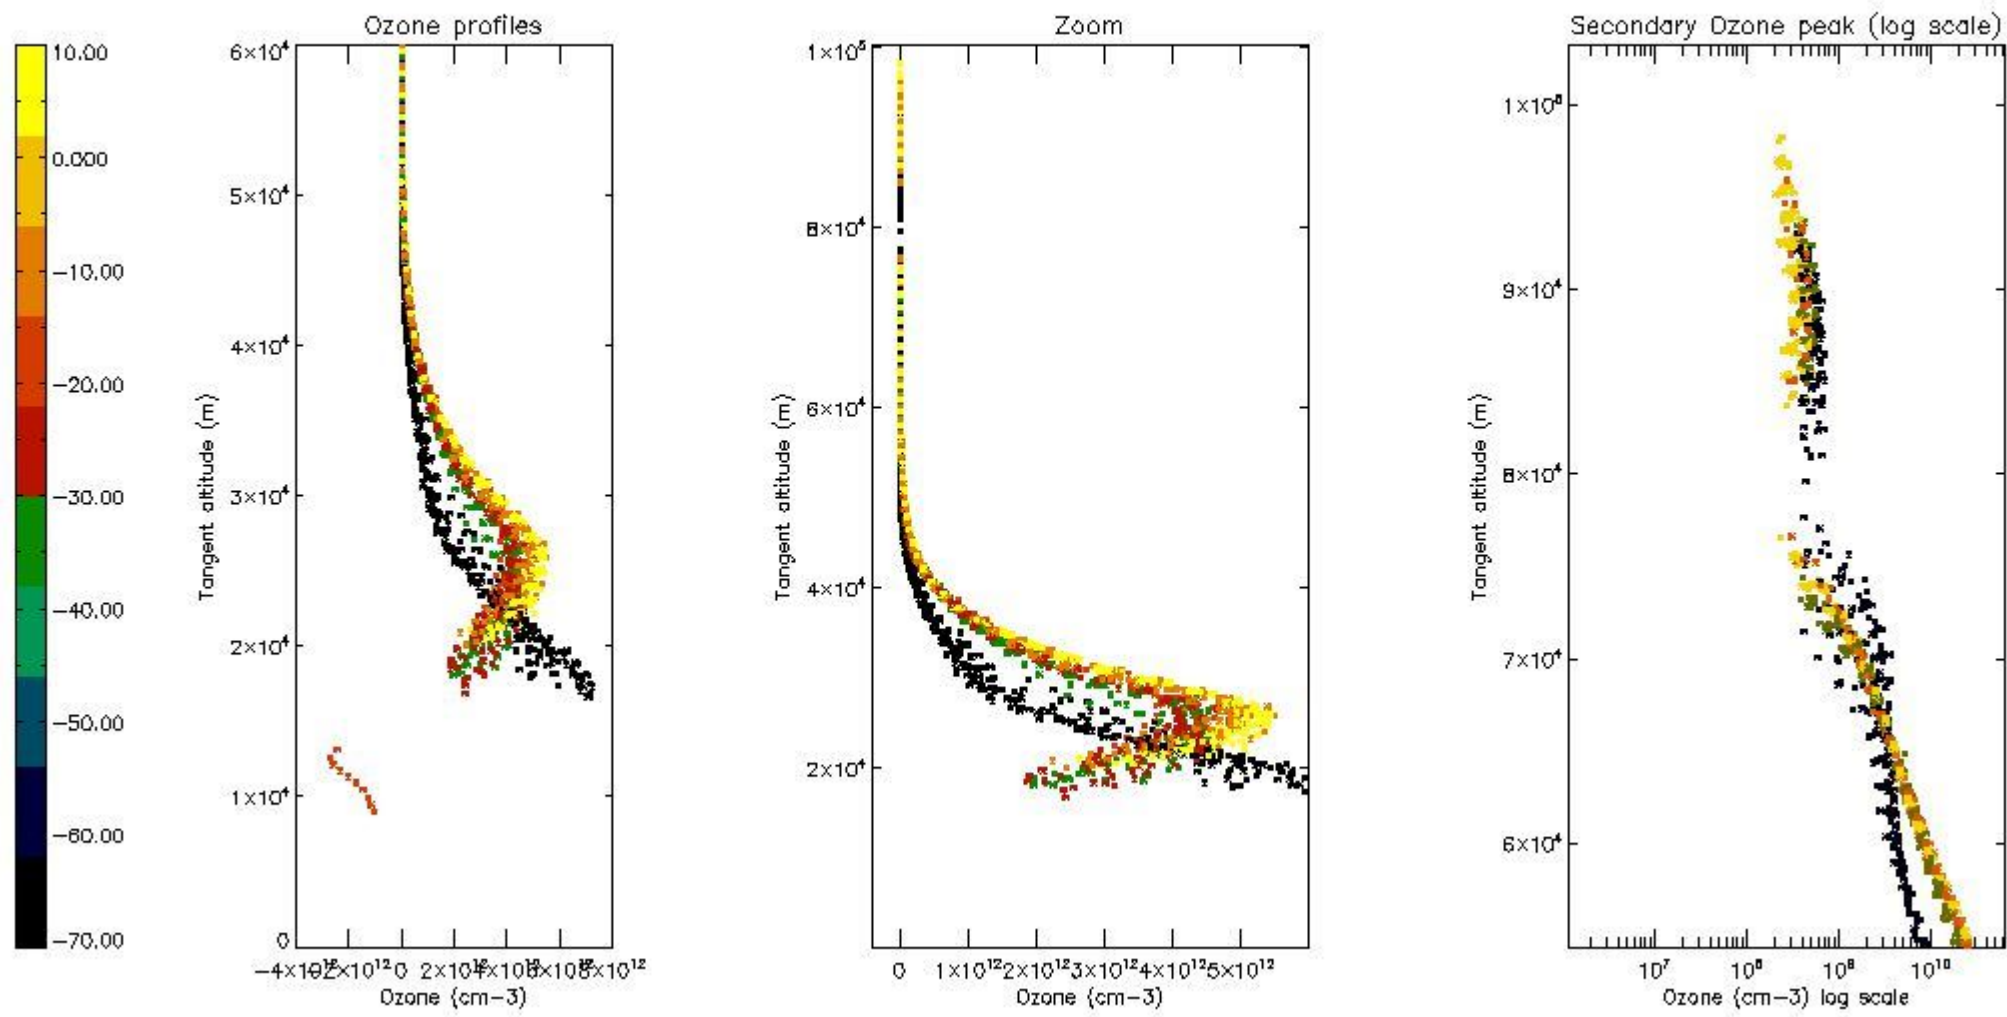 Ozone profiles
10.00
0.000
−10.00
−20.00
−30.00
−40.00
−50.00
−60.00
−70.00
Tangent altitude (m)
6×10⁴
5×10⁴
4×10⁴
3×10⁴
2×10⁴
1×10⁴
0
0
Ozone (cm−3)
Zoom
Tangent altitude (m)
1×10⁵
8×10⁴
6×10⁴
4×10⁴
2×10⁴
0 1×10¹² 2×10¹² 3×10¹² 4×10¹² 5×10¹²
Ozone (cm−3)
Secondary Ozone peak (log scale)
Tangent altitude (m)
9×10⁴
8×10⁴
7×10⁴
6×10⁴
10⁷ 10⁸ 10⁹ 10¹⁰
Ozone (cm−3) log scale